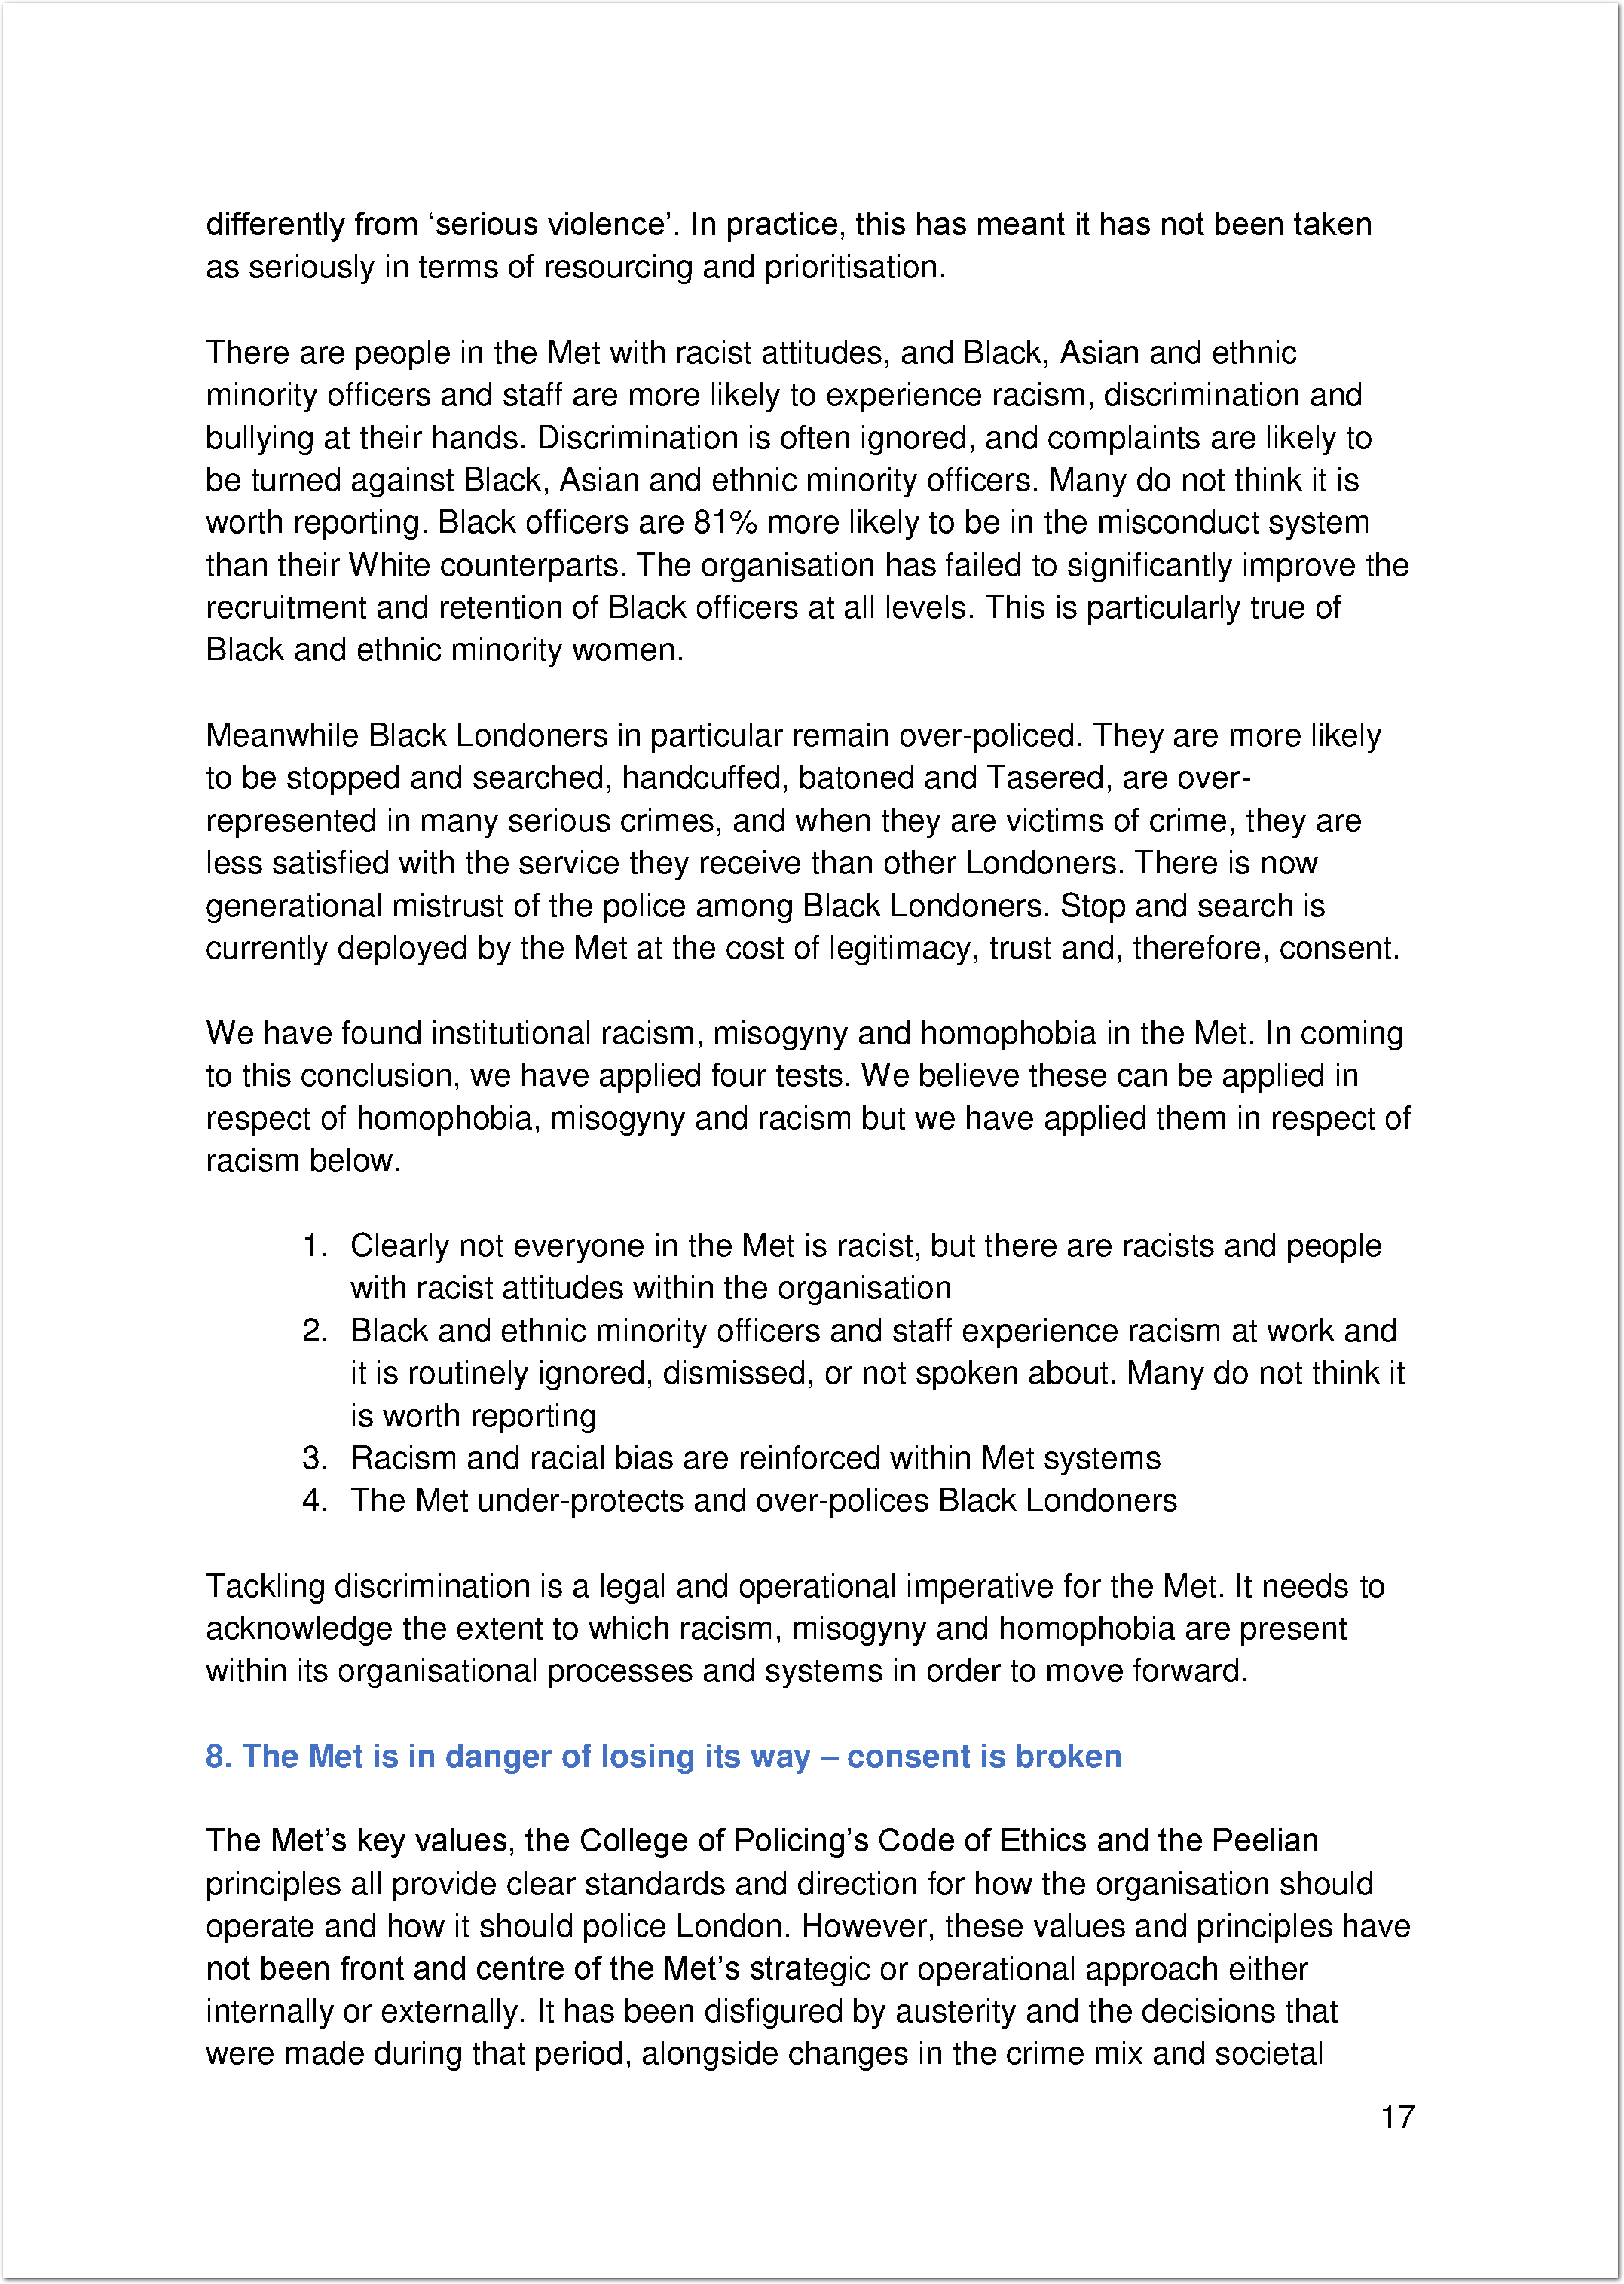 differently from ‘serious violence’. In practice, this has meant it has not been taken
as seriously in terms of resourcing and prioritisation.
There are people in the Met with racist attitudes, and Black, Asian and ethnic
minority officers and staff are more likely to experience racism, discrimination and
bullying at their hands. Discrimination is often ignored, and complaints are likely to
be turned against Black, Asian and ethnic minority officers. Many do not think it is
worth reporting. Black officers are 81% more likely to be in the misconduct system
than their White counterparts. The organisation has failed to significantly improve the
recruitment and retention of Black officers at all levels. This is particularly true of
Black and ethnic minority women.
Meanwhile Black Londoners in particular remain over-policed. They are more likely
to be stopped and searched, handcuffed, batoned and Tasered, are over-
represented in many serious crimes, and when they are victims of crime, they are
less satisfied with the service they receive than other Londoners. There is now
generational mistrust of the police among Black Londoners. Stop and search is
currently deployed by the Met at the cost of legitimacy, trust and, therefore, consent.
We have found institutional racism, misogyny and homophobia in the Met. In coming
to this conclusion, we have applied four tests. We believe these can be applied in
respect of homophobia, misogyny and racism but we have applied them in respect of
racism below.
1. Clearly not everyone in the Met is racist, but there are racists and people
with racist attitudes within the organisation
2. Black and ethnic minority officers and staff experience racism at work and
it is routinely ignored, dismissed, or not spoken about. Many do not think it
is worth reporting
3. Racism and racial bias are reinforced within Met systems
4. The Met under-protects and over-polices Black Londoners
Tackling discrimination is a legal and operational imperative for the Met. It needs to
acknowledge the extent to which racism, misogyny and homophobia are present
within its organisational processes and systems in order to move forward.
8. The Met is in danger of losing its way – consent is broken
The Met’s key values, the College of Policing’s Code of Ethics and the Peelian
principles all provide clear standards and direction for how the organisation should
operate and how it should police London. However, these values and principles have
not been front and centre of the Met’s strategic or operational approach either
internally or externally. It has been disfigured by austerity and the decisions that
were made during that period, alongside changes in the crime mix and societal
17